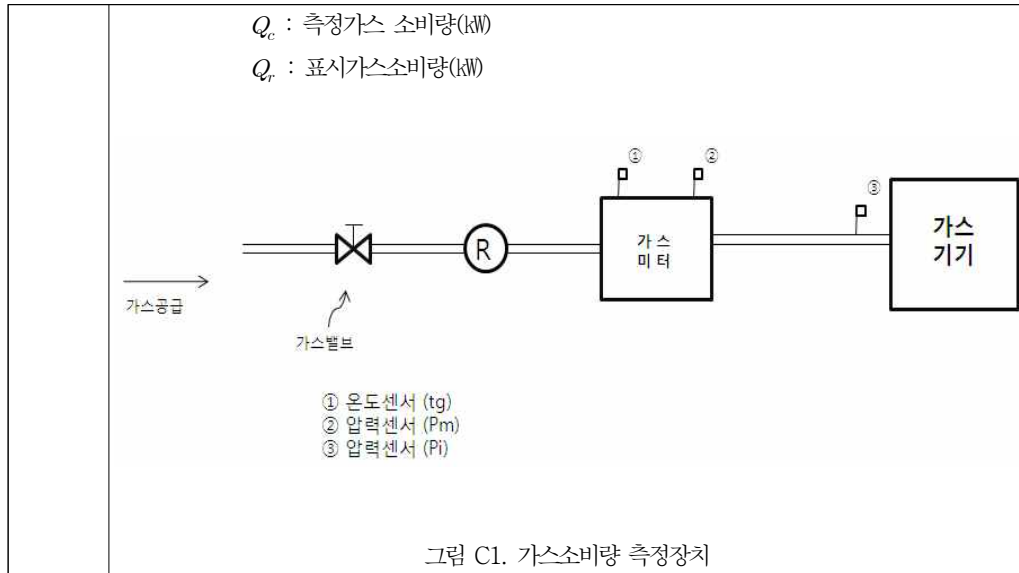 Q_c : 측정가스 소비량(㎾)
Q_r : 표시가스소비량(㎾)
① ②
③
R
가 스
미 터
가스
기기
가스공급
가스밸브
① 온도센서 (tg)
② 압력센서 (Pm)
③ 압력센서 (Pi)
그림 C1. 가스소비량 측정장치